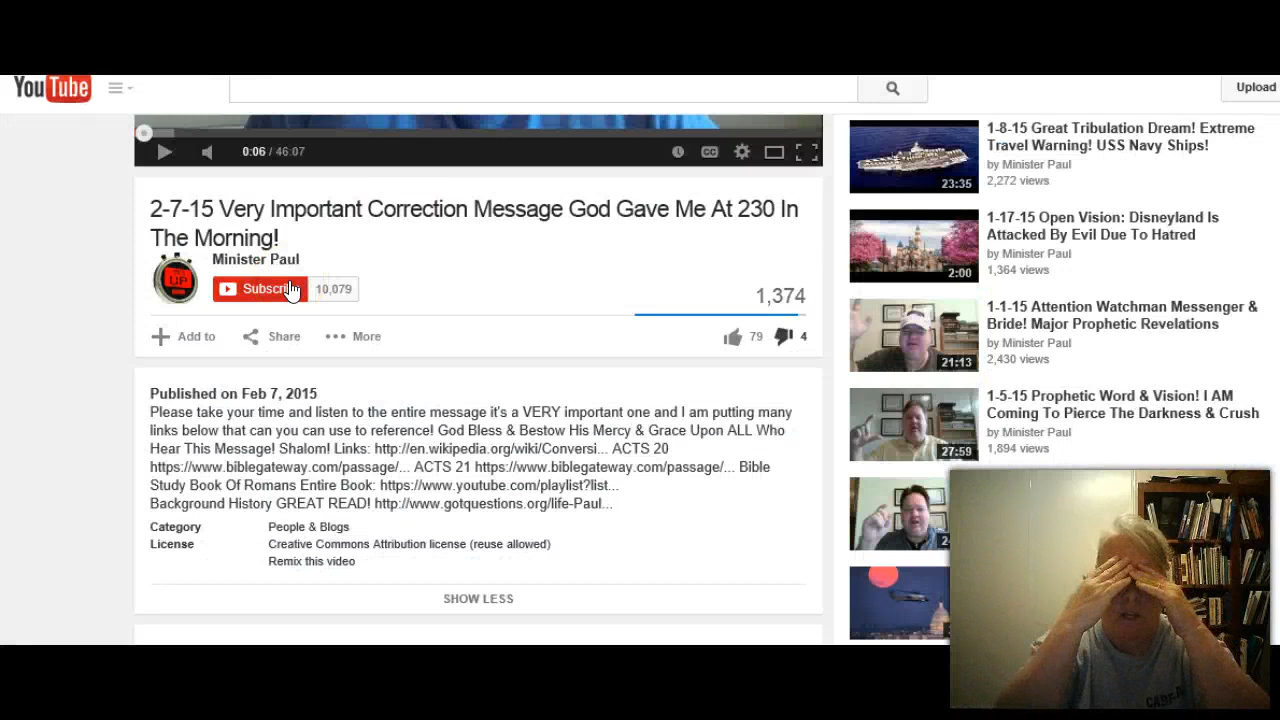 YouTube
Upload
0:06 / 46:07
CC
2-7-15 Very Important Correction Message God Gave Me At 230 In
The Morning!
Minister Paul
UP
Subscri
10,079
1,374
Add to
Share
More
79
4
Published on Feb 7, 2015
Please take your time and listen to the entire message it's a VERY important one and I am putting many
links below that can you can use to reference! God Bless & Bestow His Mercy & Grace Upon ALL Who
Hear This Message! Shalom! Links: http://en.wikipedia.org/wiki/Conversi... ACTS 20
https://www.biblegateway.com/passage/... ACTS 21 https://www.biblegateway.com/passage/... Bible
Study Book Of Romans Entire Book: https://www.youtube.com/playlist?list...
Background History GREAT READ! http://www.gotquestions.org/life-Paul...
Category
People & Blogs
License
Creative Commons Attribution license (reuse allowed)
Remix this video
SHOW LESS
23:35
1-8-15 Great Tribulation Dream! Extreme
Travel Warning! USS Navy Ships!
by Minister Paul
2,272 views
2:00
1-17-15 Open Vision: Disneyland Is
Attacked By Evil Due To Hatred
by Minister Paul
1,364 views
21:13
1-1-15 Attention Watchman Messenger &
Bride! Major Prophetic Revelations
by Minister Paul
2,430 views
27:59
1-5-15 Prophetic Word & Vision! I AM
Coming To Pierce The Darkness & Crush
by Minister Paul
1,894 views